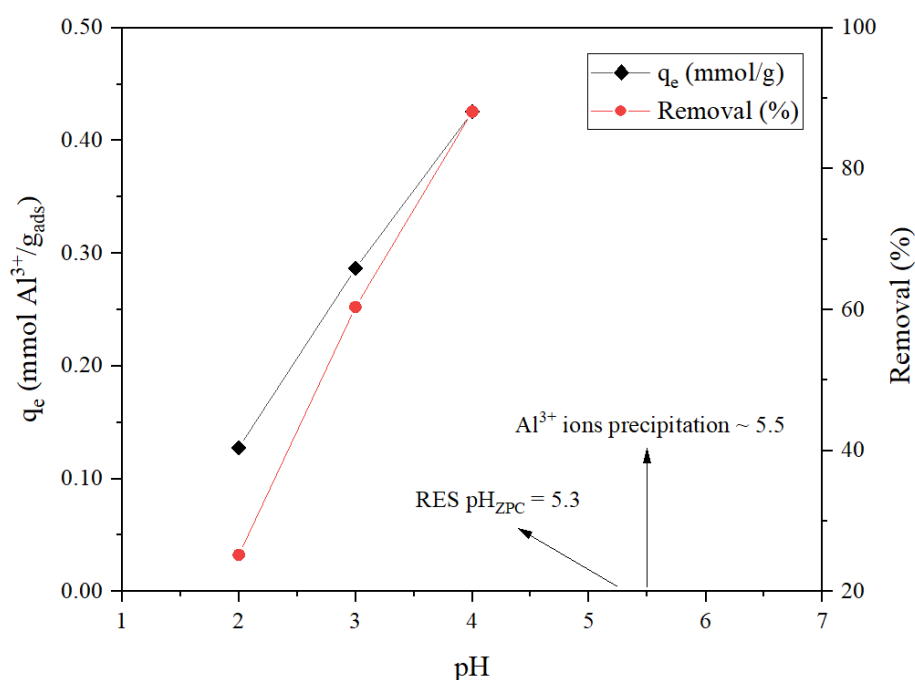 0.50
0.40
0.30
0.20
0.10
0.00
qₑ (mmol Al³⁺/g_ads)
100
80
60
40
20
Removal (%)
qₑ (mmol/g)
Removal (%)
Al³⁺ ions precipitation ~ 5.5
RES pH_ZPC = 5.3
1 2 3 4 5 6 7
pH